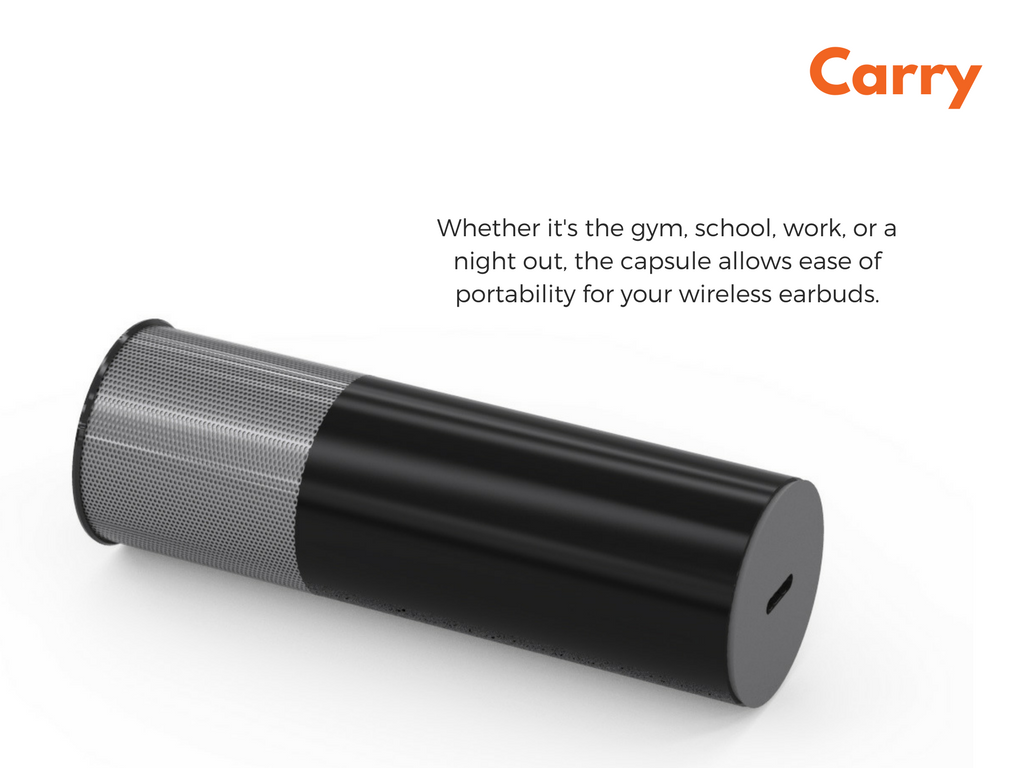 Carry
Whether it's the gym, school, work, or a
night out, the capsule allows ease of
portability for your wireless earbuds.